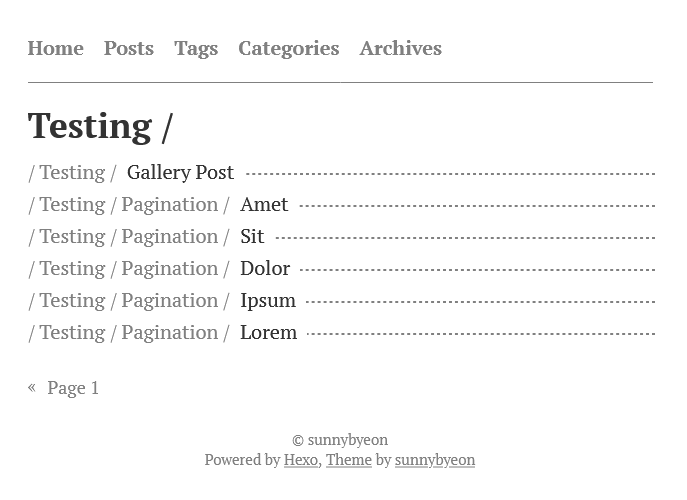 Home Posts Tags Categories Archives
Testing /
/ Testing / Gallery Post
/ Testing / Pagination / Amet
/ Testing / Pagination / Sit
/ Testing / Pagination / Dolor
/ Testing / Pagination / Ipsum
/ Testing / Pagination / Lorem
« Page 1
© sunnybyeon
Powered by Hexo, Theme by sunnybyeon